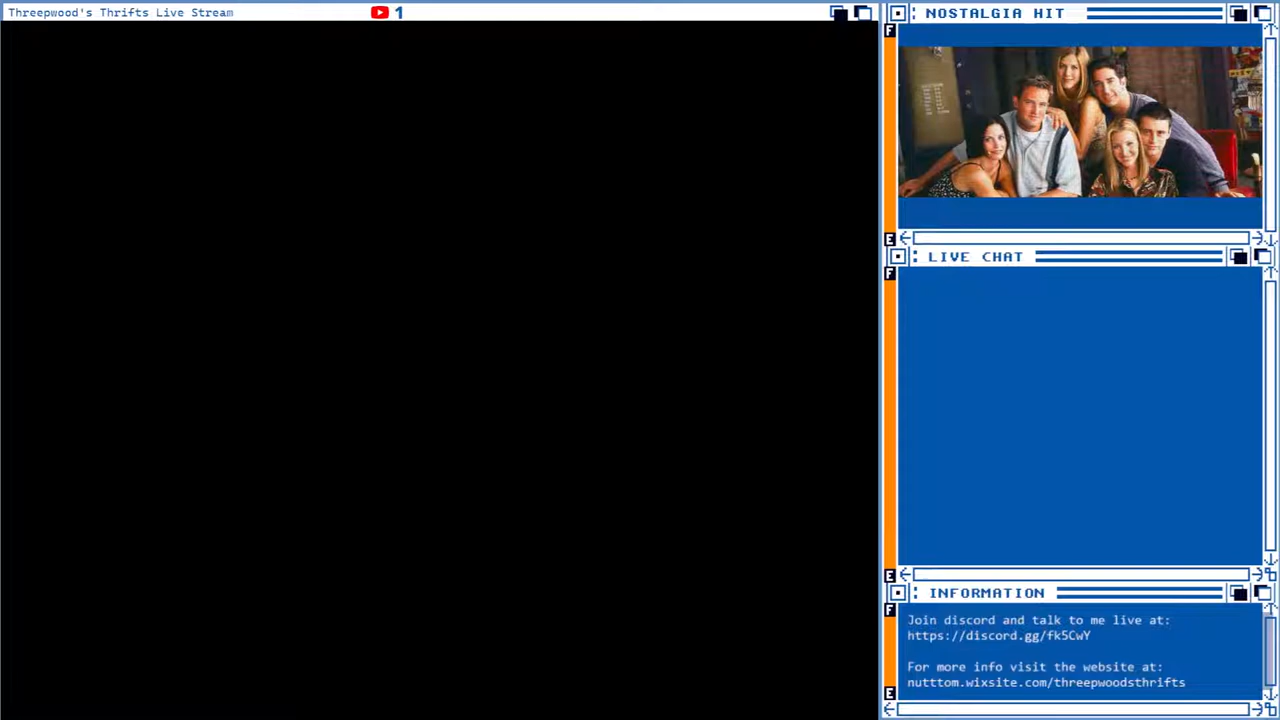 Threepwood's Thrifts Live Stream
1
: NOSTALGIA HIT
F
E
: LIVE CHAT
F
E
: INFORMATION
F
Join discord and talk to me live at:
https://discord.gg/fk5CwY
For more info visit the website at:
nutttom.wixsite.com/threepwoodsthrifts
E